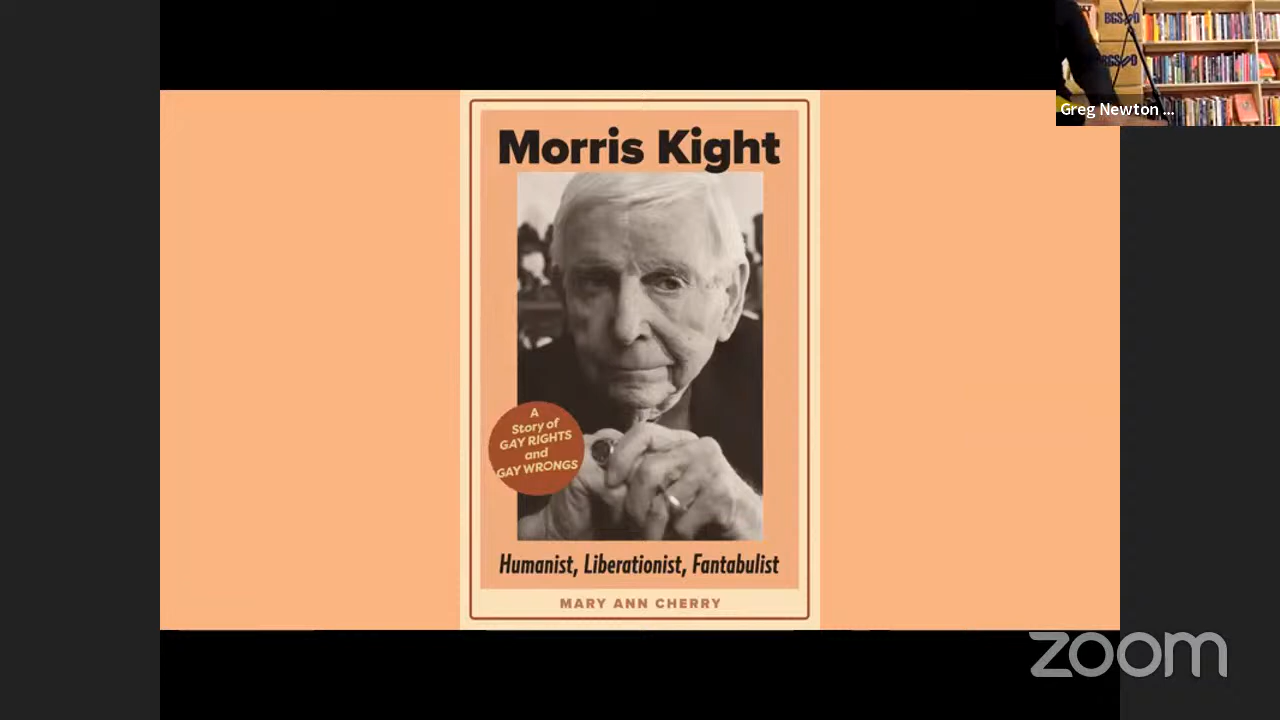 Morris Kight
A
Story of
GAY RIGHTS
and
GAY WRONGS
Humanist, Liberationist, Fantabulist
MARY ANN CHERRY
Greg Newton ...
zoom